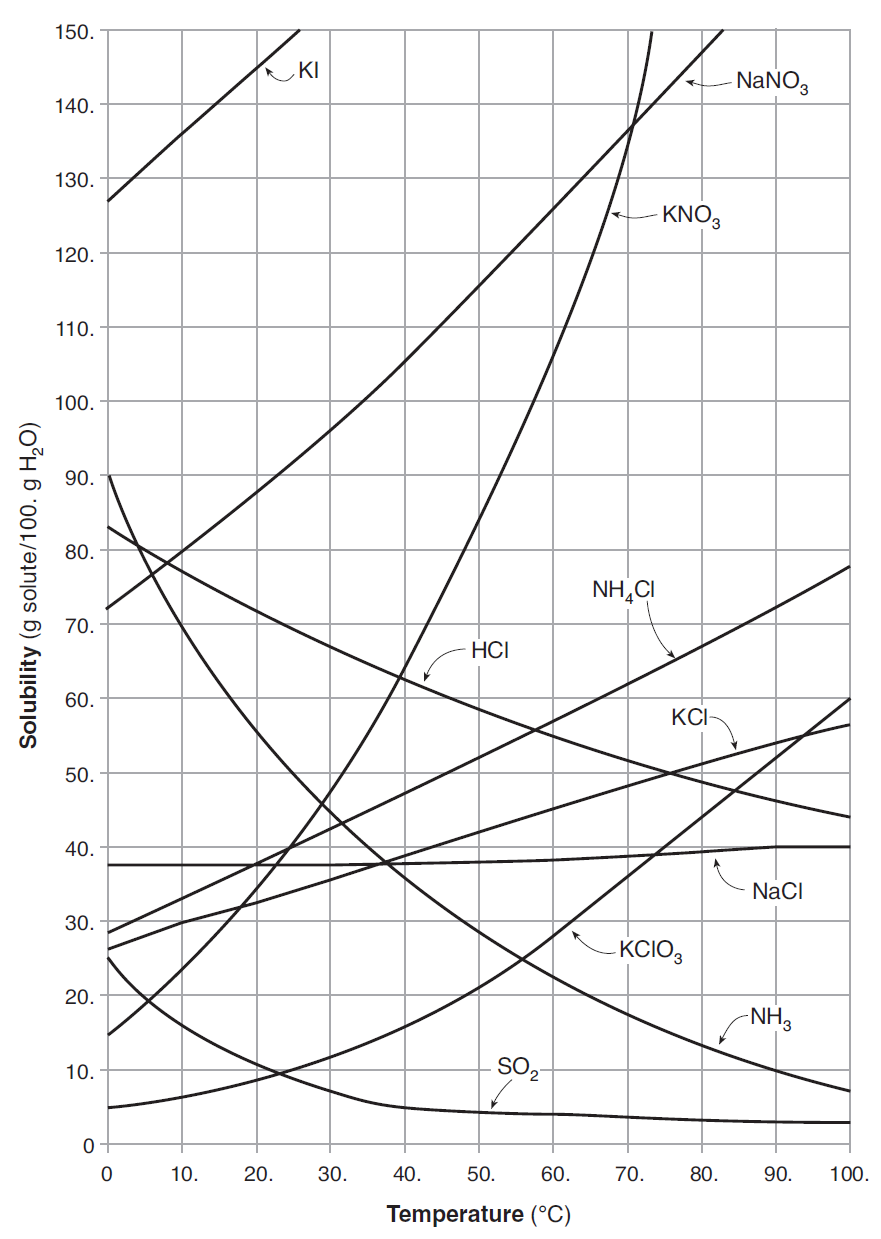 150.
140.
130.
120.
110.
100.
90.
80.
70.
60.
50.
40.
30.
20.
10.
0
Solubility (g solute/100. g H₂O)
KI
NaNO₃
KNO₃
NH₄Cl
HCl
KCl
NaCl
KClO₃
NH₃
SO₂
0 10. 20. 30. 40. 50. 60. 70. 80. 90. 100.
Temperature (°C)